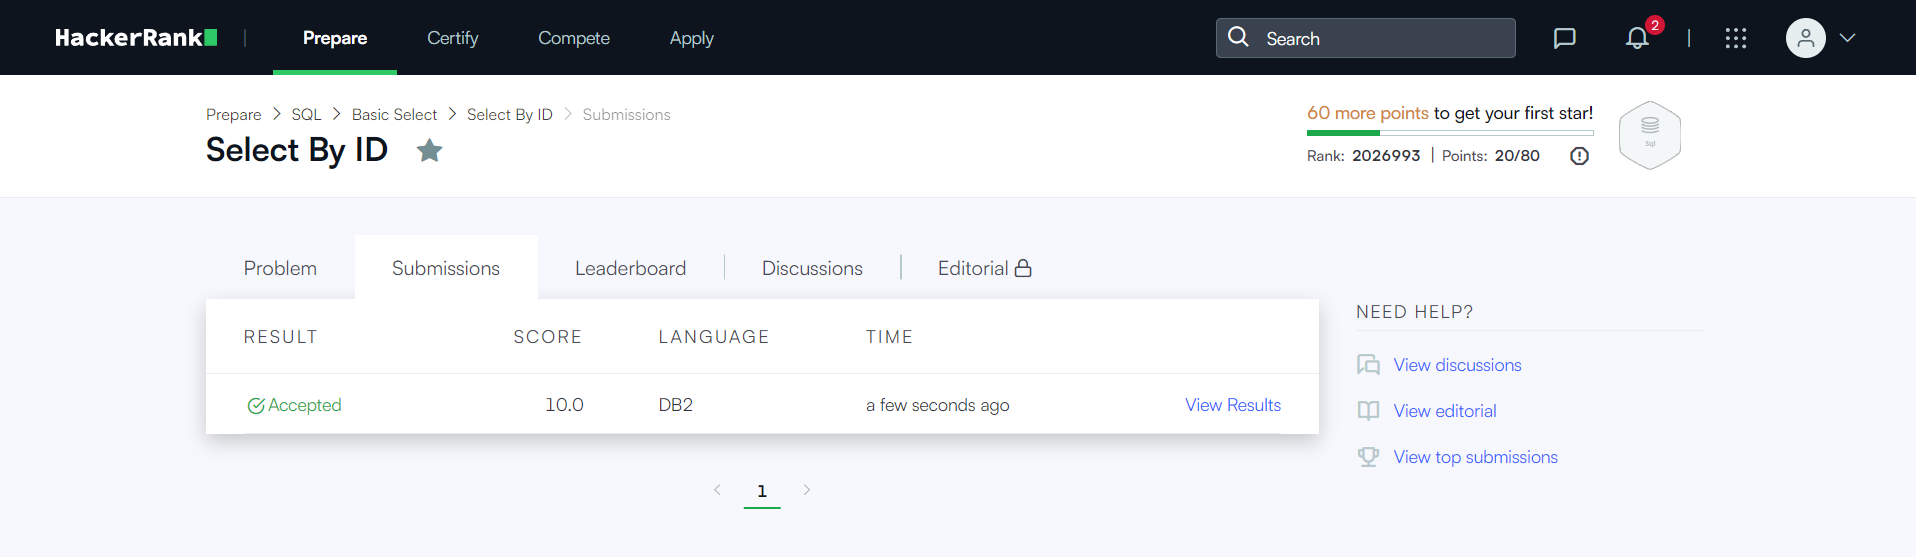 HackerRank Prepare Certify Compete Apply Search 2
Prepare > SQL > Basic Select > Select By ID > Submissions
Select By ID
60 more points to get your first star!
Rank: 2026993 | Points: 20/80
Sql
Problem Submissions Leaderboard Discussions Editorial
RESULT SCORE LANGUAGE TIME
Accepted 10.0 DB2 a few seconds ago View Results
< 1 >
NEED HELP?
View discussions
View editorial
View top submissions